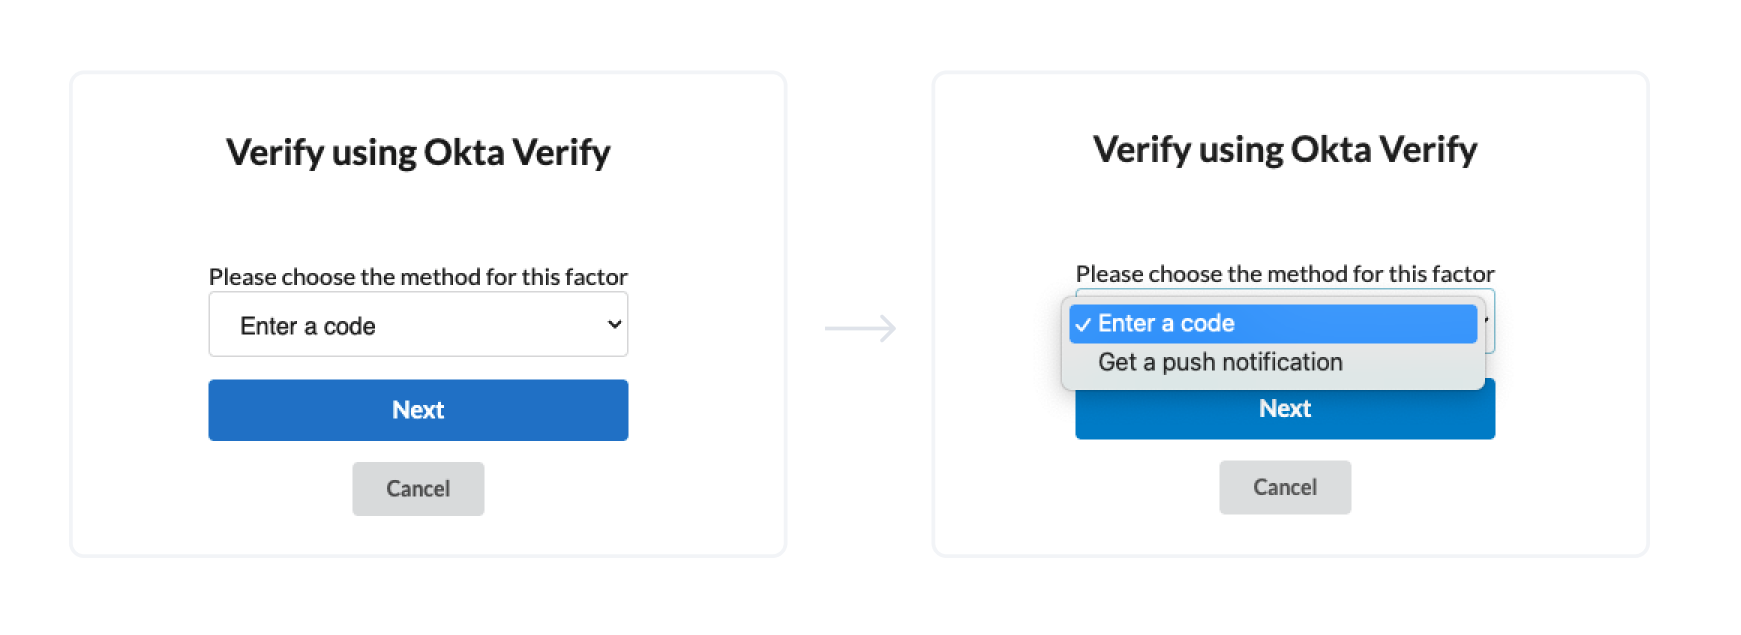 Verify using Okta Verify
Please choose the method for this factor
Enter a code
Next
Cancel
Verify using Okta Verify
Please choose the method for this factor
Enter a code
Get a push notification
Next
Cancel